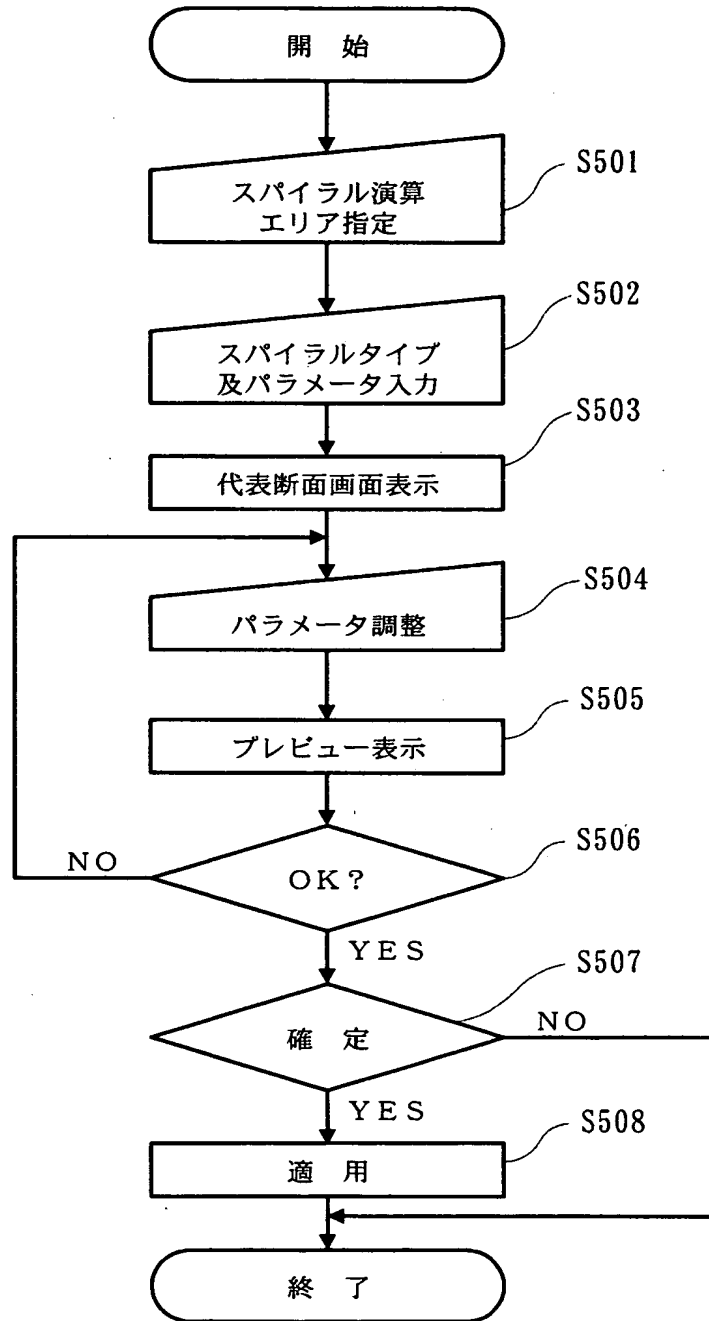 開 始
S501
スパイラル演算
エリア指定
S502
スパイラルタイプ
及パラメータ入力
S503
代表断面画面表示
S504
パラメータ調整
S505
プレビュー表示
S506
NO
OK?
YES
S507
確 定
NO
YES
S508
適 用
終 了